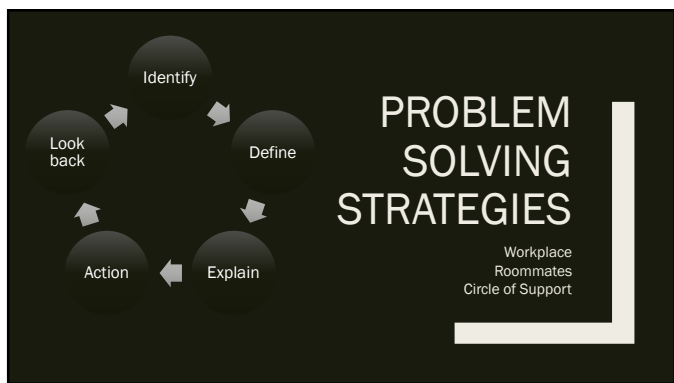 Identify
Define
Explain
Action
Look
back
PROBLEM
SOLVING
STRATEGIES
Workplace
Roommates
Circle of Support